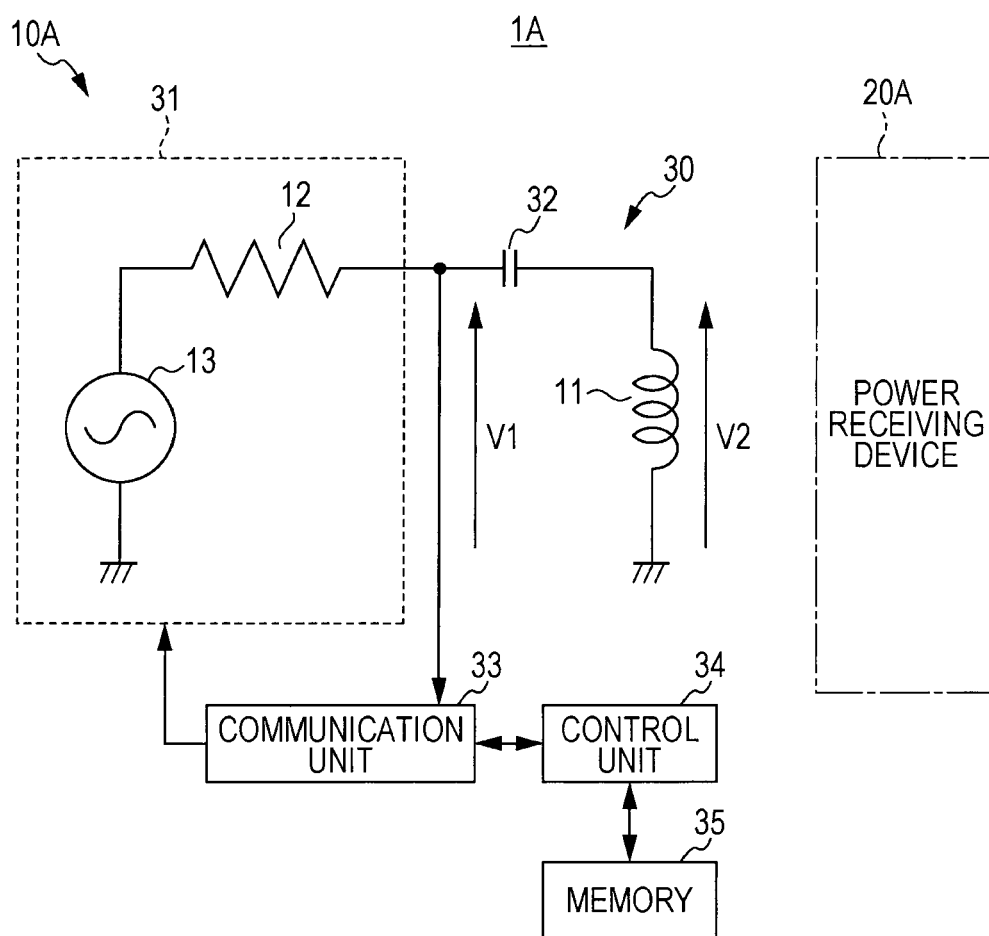 1A
10A
31
20A
12
32
30
13
11
V1
V2
POWER
RECEIVING
DEVICE
33
34
COMMUNICATION
UNIT
CONTROL
UNIT
35
MEMORY